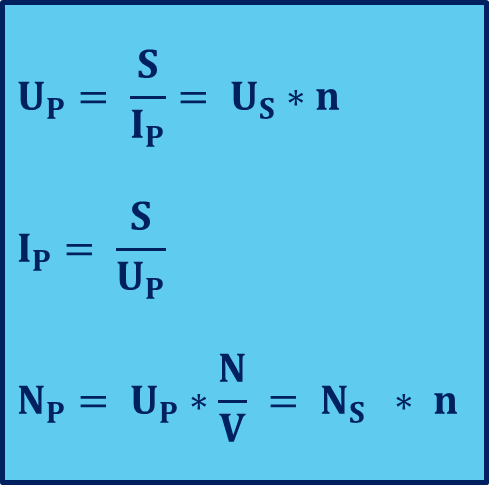 U_P = S/I_P = U_S * n
I_P = S/U_P
N_P = U_P * N/V = N_S * n